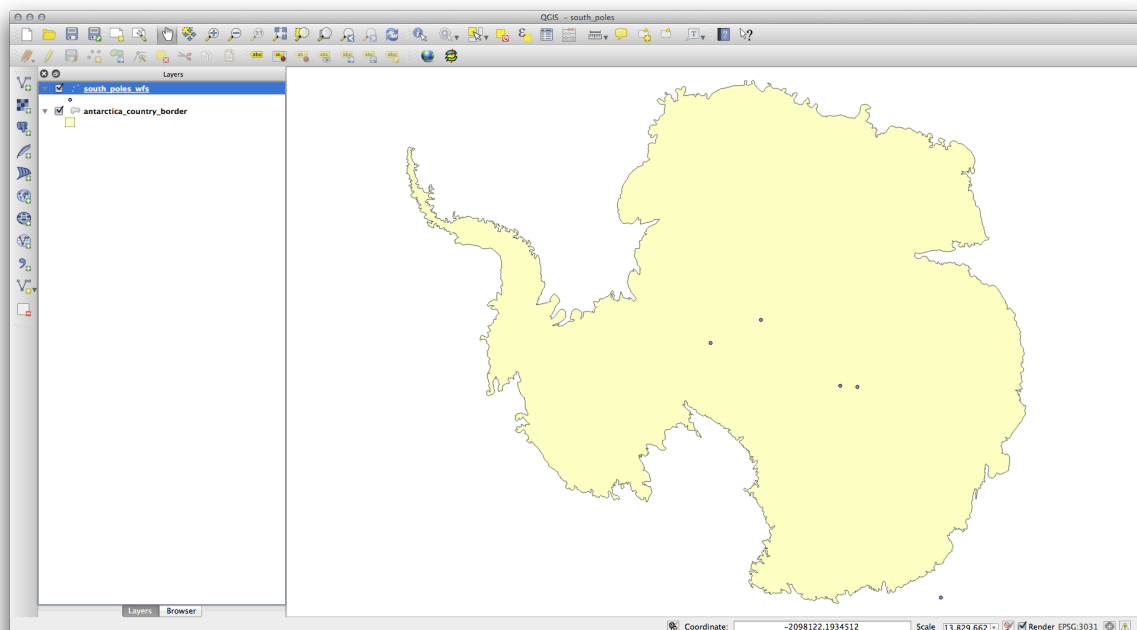 QGIS - south_poles
Layers
south_poles_wfs
antarctica_country_border
Layers Browser
Coordinate: -2098122,1934512 Scale 13,829,662 Render EPSG:3031